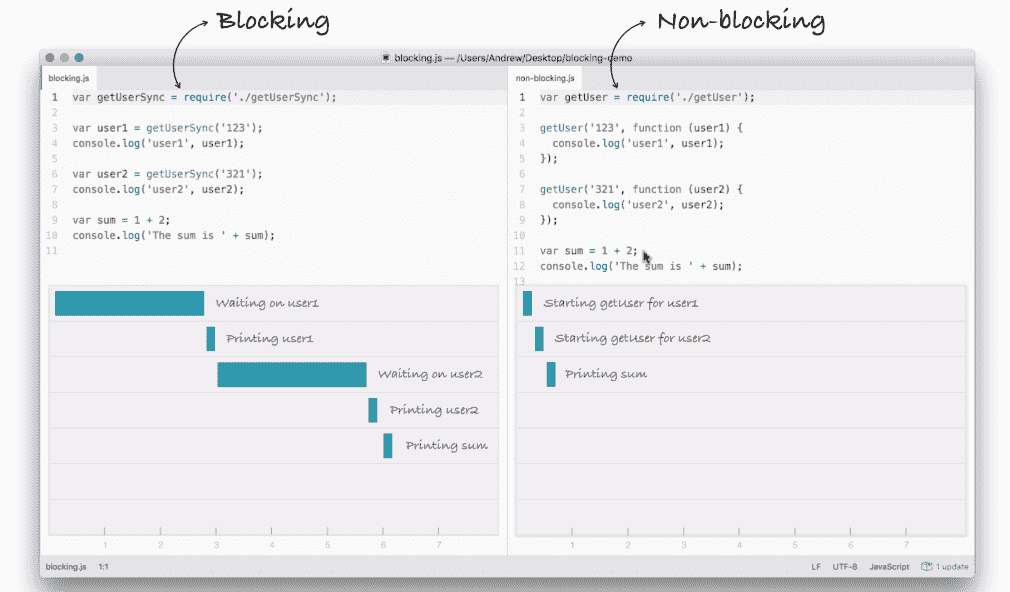 Blocking
Non-blocking
blocking.js — /Users/Andrew/Desktop/blocking-demo
blocking.js
1 var getUserSync = require('./getUserSync');
2
3 var user1 = getUserSync('123');
4 console.log('user1', user1);
5
6 var user2 = getUserSync('321');
7 console.log('user2', user2);
8
9 var sum = 1 + 2;
10 console.log('The sum is ' + sum);
11
Waiting on user1
Printing user1
Waiting on user2
Printing user2
Printing sum
1 2 3 4 5 6 7
non-blocking.js
1 var getUser = require('./getUser');
2
3 getUser('123', function (user1) {
4 console.log('user1', user1);
5 });
6
7 getUser('321', function (user2) {
8 console.log('user2', user2);
9 });
10
11 var sum = 1 + 2;
12 console.log('The sum is ' + sum);
13
Starting getUser for user1
Starting getUser for user2
Printing sum
1 2 3 4 5 6 7
blocking.js 1:1 LF UTF-8 JavaScript 1 update